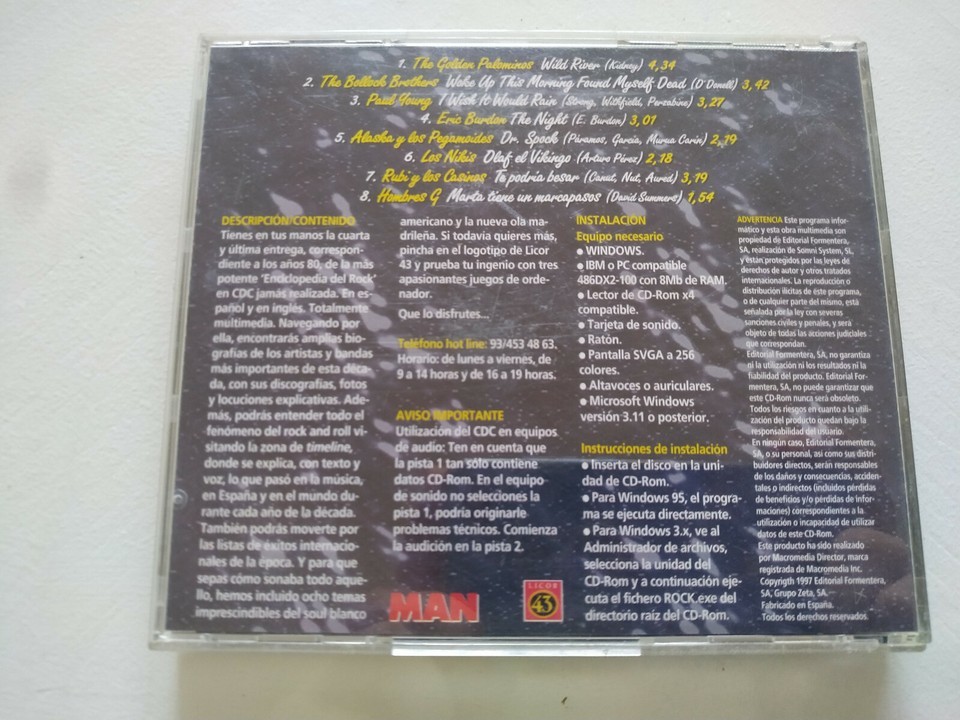 1. The Golden Palominos Wild River (Kidney) 4,34
2. The Bollock Brothers Woke Up This Morning Found Myself Dead (O'Donell) 3,42
3. Paul Young I Wish It Would Rain (Strong, Withfield, Persabine) 3,27
4. Eric Burdon The Night (E. Burdon) 3,01
5. Alaska y los Pegamoides Dr. Spock (Páramos, García, Murua Carin) 2,19
6. Los Nikis Olaf el Vikingo (Arturo Pérez) 2,18
7. Rubí y los Casinos Te podría besar (Canut, Nut, Aured) 3,19
8. Hombres G Marta tiene un marcapasos (David Summers) 1,54
DESCRIPCIÓN/CONTENIDO
Tienes en tus manos la cuarta
y última entrega, correspon-
diente a los años 80, de la más
potente 'Enciclopedia del Rock'
en CDC jamás realizada. En es-
pañol y en inglés. Totalmente
multimedia. Navegando por
ella, encontrarás amplias bio-
grafías de los artistas y bandas
más importantes de esta déca-
da, con sus discografías, fotos
y locuciones explicativas. Ade-
más, podrás entender todo el
fenómeno del rock and roll vi-
sitando la zona de timeline,
donde se explica, con texto y
voz, lo que pasó en la música,
en España y en el mundo du-
rante cada año de la década.
También podrás moverte por
las listas de éxitos internacio-
nales de la época. Y para que
sepas cómo sonaba todo aque-
llo, hemos incluido ocho temas
imprescindibles del soul blanco
americano y la nueva ola ma-
drileña. Si todavía quieres más,
pincha en el logotipo de Licor
43 y prueba tu ingenio con tres
apasionantes juegos de orde-
nador.
Que lo disfrutes...
Teléfono hot line: 93/453 48 63.
Horario: de lunes a viernes, de
9 a 14 horas y de 16 a 19 horas.
AVISO IMPORTANTE
Utilización del CDC en equipos
de audio: Ten en cuenta que
la pista 1 tan sólo contiene
datos CD-Rom. En el equipo
de sonido no selecciones la
pista 1, podría originarle
problemas técnicos. Comienza
la audición en la pista 2.
MAN
LICOR
43
INSTALACIÓN
Equipo necesario
● WINDOWS.
● IBM o PC compatible
486DX2-100 con 8Mb de RAM.
● Lector de CD-Rom x4
compatible.
● Tarjeta de sonido.
● Ratón.
● Pantalla SVGA a 256
colores.
● Altavoces o auriculares.
● Microsoft Windows
versión 3.11 o posterior.
Instrucciones de instalación
● Inserta el disco en la uni-
dad de CD-Rom.
● Para Windows 95, el progra-
ma se ejecuta directamente.
● Para Windows 3.x, ve al
Administrador de archivos,
selecciona la unidad del
CD-Rom y a continuación eje-
cuta el fichero ROCK.exe del
directorio raíz del CD-Rom.
ADVERTENCIA Este programa infor-
mático y esta obra multimedia son
propiedad de Editorial Formentera,
SA, realización de Somni System, SL,
y están protegidos por las leyes de
derechos de autor y otros tratados
internacionales. La reproducción o
distribución ilícitas de este programa,
o de cualquier parte del mismo, está
señalada por la ley con severas
sanciones civiles y penales, y será
objeto de todas las acciones judiciales
que correspondan.
Editorial Formentera, SA, no garantiza
ni la utilización ni los resultados ni la
fiabilidad del producto. Editorial For-
mentera, SA, no puede garantizar que
este CD-Rom nunca será obsoleto.
Todos los riesgos en cuanto a la utili-
zación del producto quedan bajo la
responsabilidad del usuario.
En ningún caso, Editorial Formentera,
SA, o su personal, así como sus distri-
buidores directos, serán responsables
de los daños y consecuencias, acciden-
tales o indirectos (incluidos pérdidas
de beneficios y/o pérdidas de infor-
maciones) correspondientes a la
utilización o incapacidad de utilizar
datos de este CD-Rom.
Este producto ha sido realizado
por Macromedia Director, marca
registrada de Macromedia Inc.
Copyrigth 1997 Editorial Formentera,
SA, Grupo Zeta, SA.
Fabricado en España.
Todos los derechos reservados.